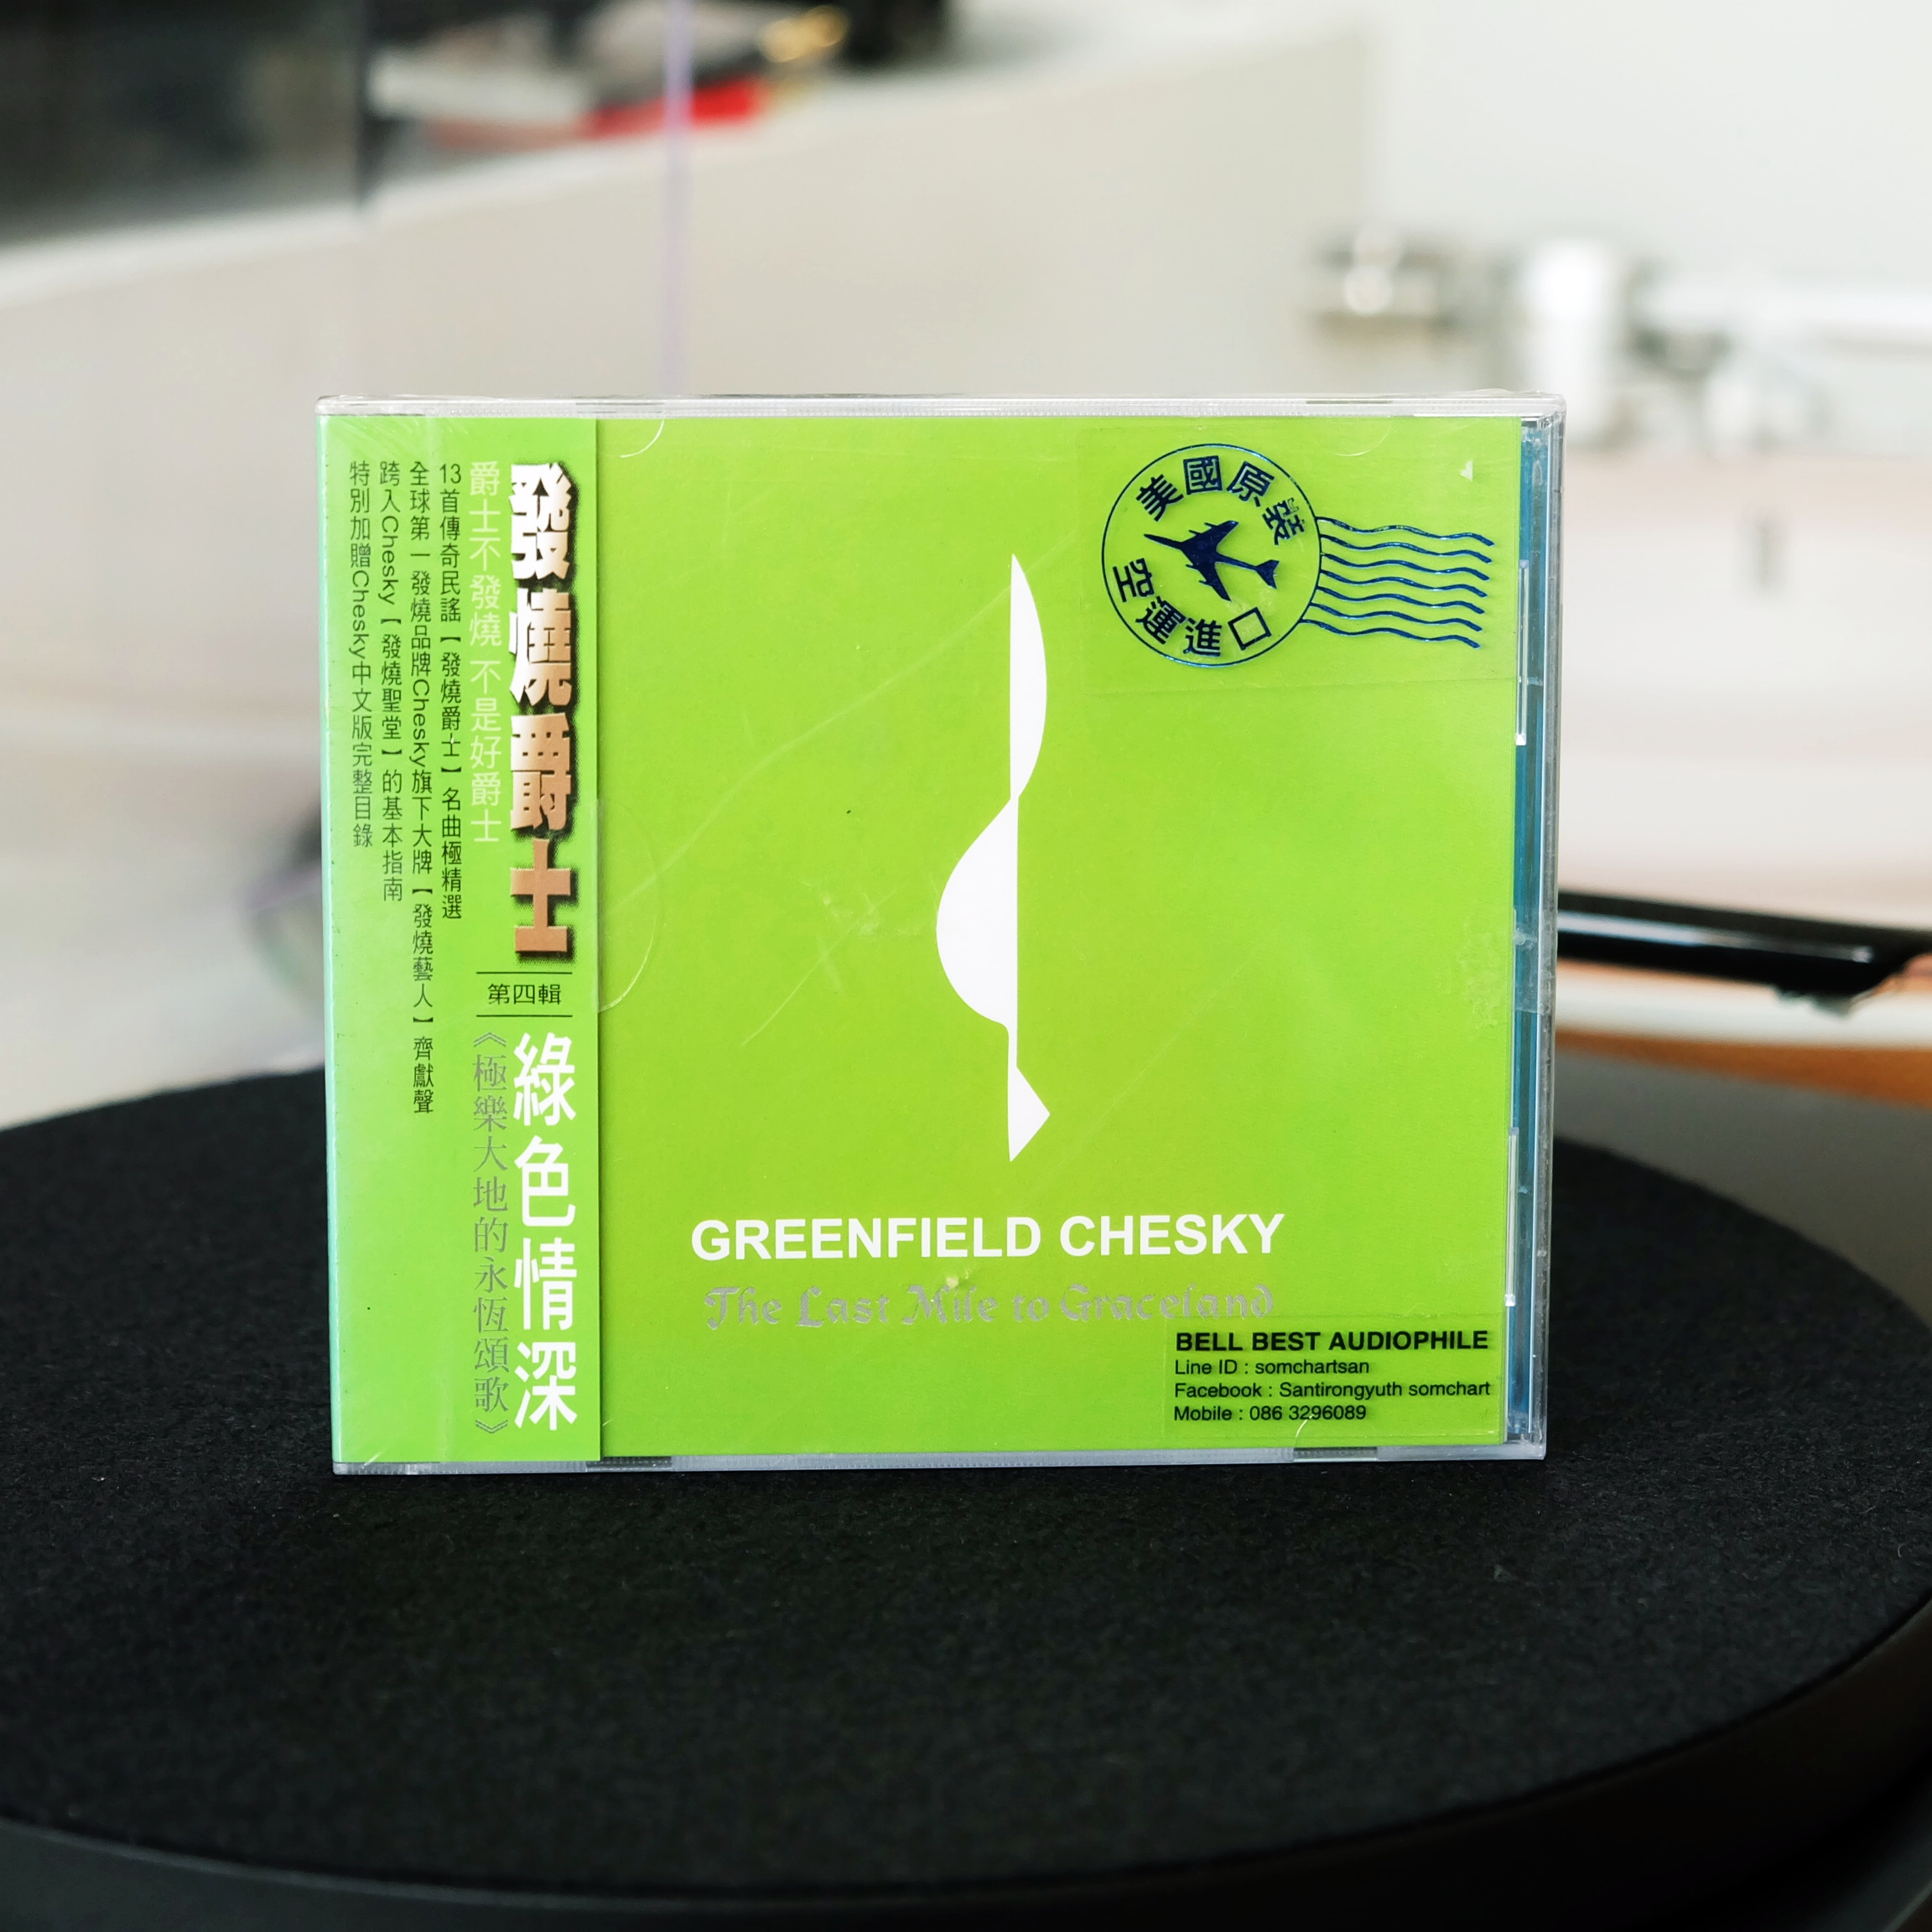 發燒爵士
第四輯
綠色情深
《極樂大地的永恆頌歌》
爵士不發燒 不是好爵士
13首傳奇民謠【發燒爵士】名曲極精選
全球第一發燒品牌Chesky旗下大牌【發燒藝人】齊獻聲
跨入Chesky【發燒聖堂】的基本指南
特別加贈Chesky中文版完整目錄
美國原裝
空運進口
GREENFIELD CHESKY
The Last Mile to Graceland
BELL BEST AUDIOPHILE
Line ID : somchartsan
Facebook : Santirongyuth somchart
Mobile : 086 3296089